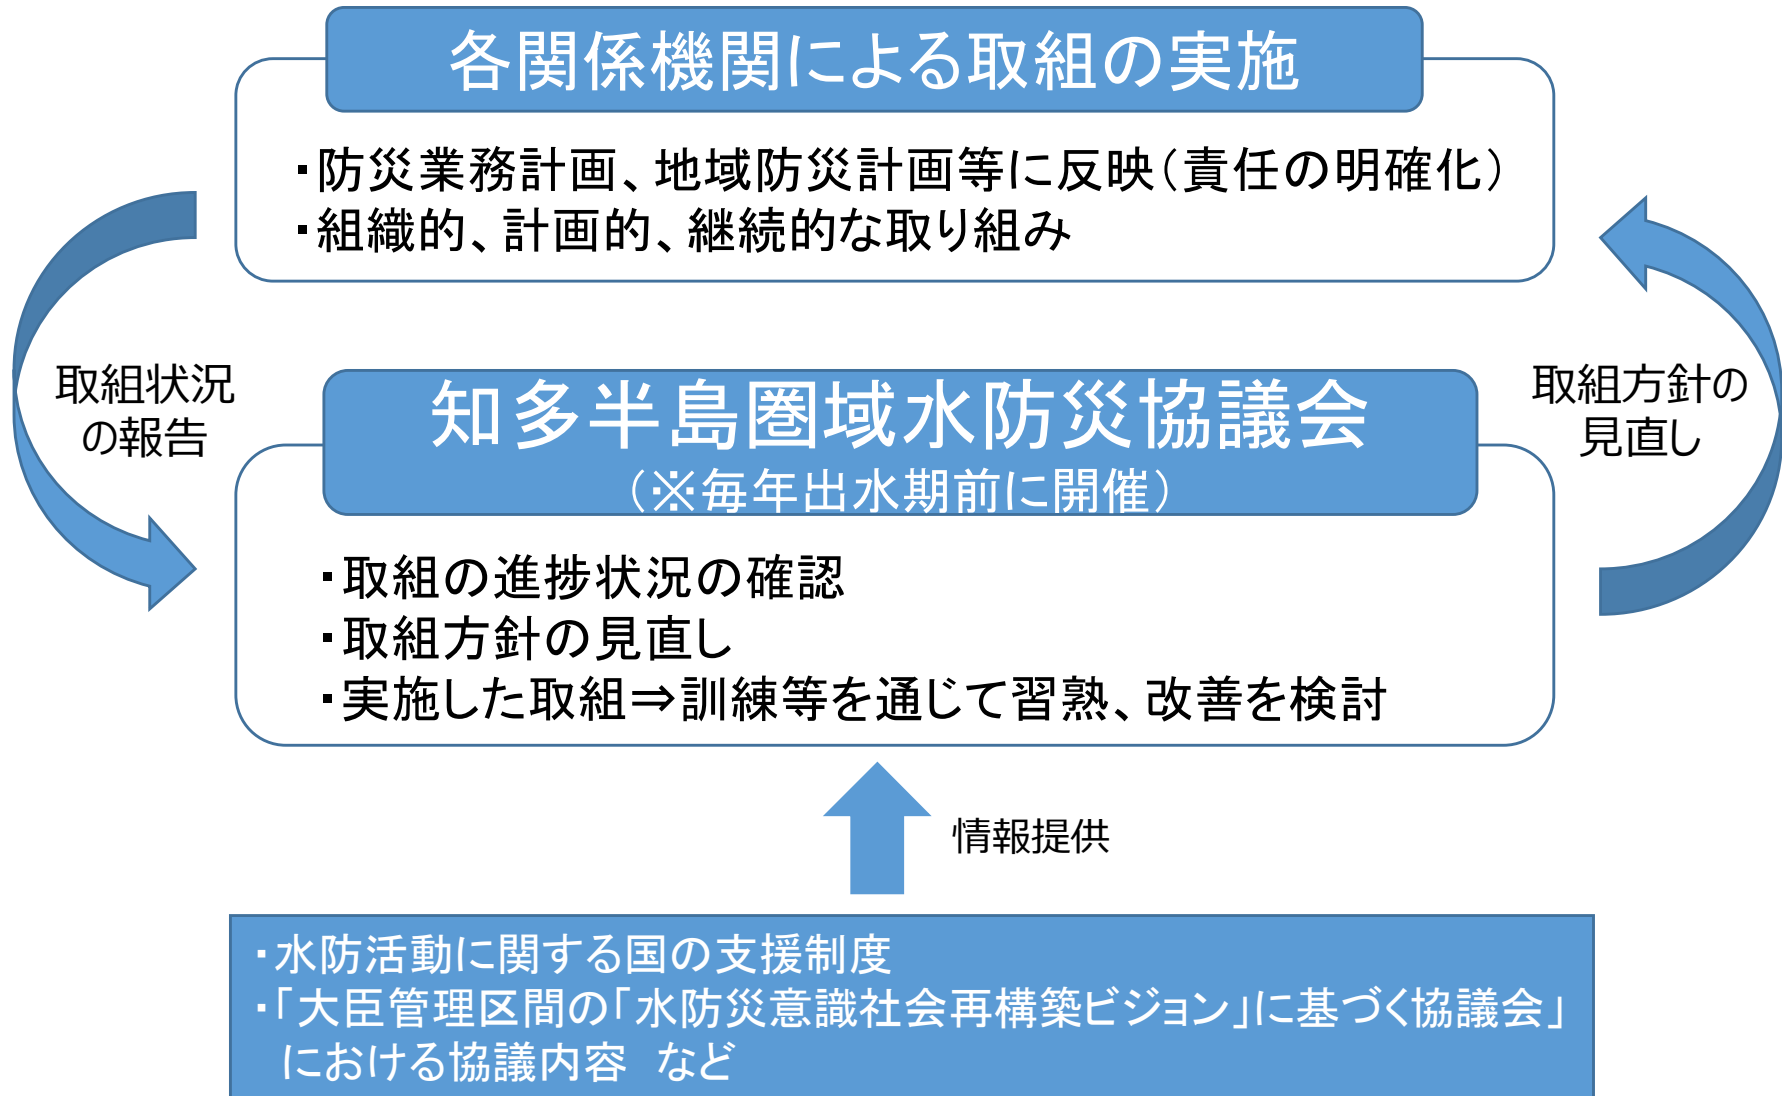 各関係機関による取組の実施
・防災業務計画、地域防災計画等に反映（責任の明確化）
・組織的、計画的、継続的な取り組み
取組状況
の報告
取組方針の
見直し
知多半島圏域水防災協議会
（※毎年出水期前に開催）
・取組の進捗状況の確認
・取組方針の見直し
・実施した取組⇒訓練等を通じて習熟、改善を検討
情報提供
・水防活動に関する国の支援制度
・「大臣管理区間の「水防災意識社会再構築ビジョン」に基づく協議会」
における協議内容　など